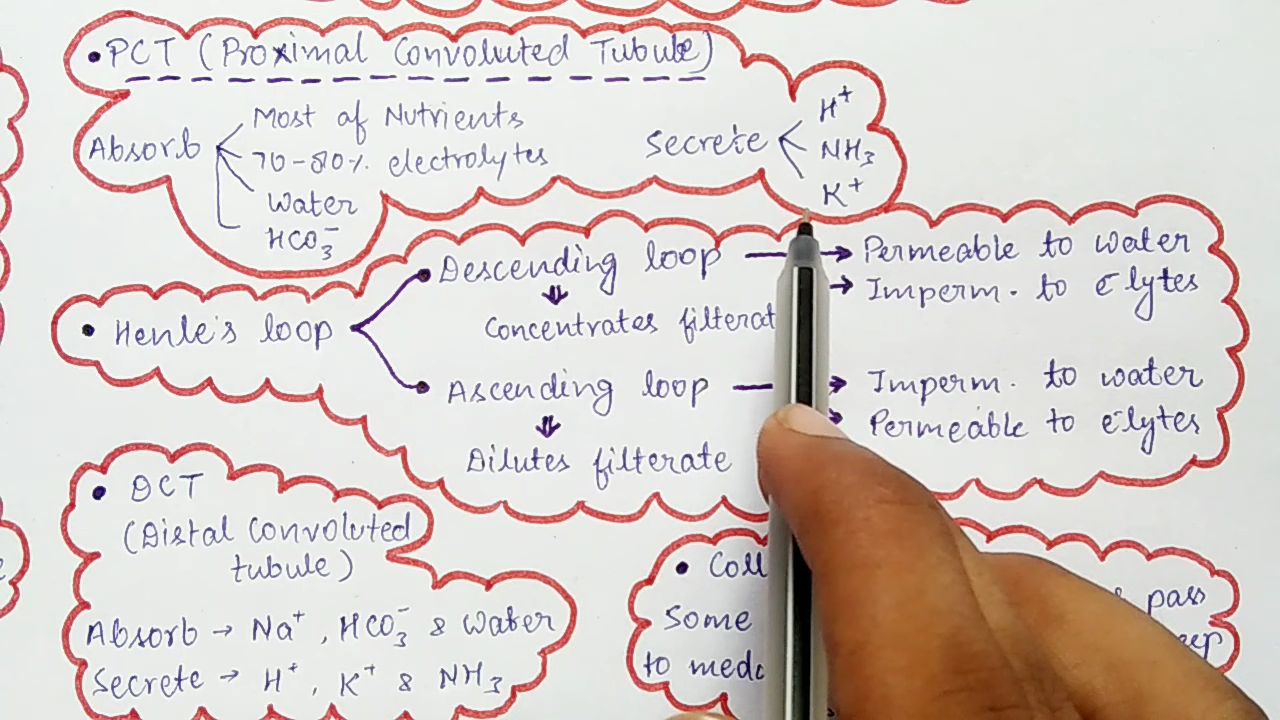 • PCT (Proximal Convoluted Tubule)
Absorb
Most of Nutrients
70-80% electrolytes
Water
HCO₃⁻
Secrete
H⁺
NH₃
K⁺
• Henle's loop
• Descending loop → Permeable to water
→ Imperm. to e⁻lytes
⇓
Concentrates filterat
• Ascending loop → Imperm. to water
→ Permeable to e⁻lytes
⇓
Dilutes filterate
• DCT
(Distal Convoluted
tubule)
Absorb → Na⁺, HCO₃⁻ & Water
Secrete → H⁺, K⁺ & NH₃
• Coll
pass
Some
to med